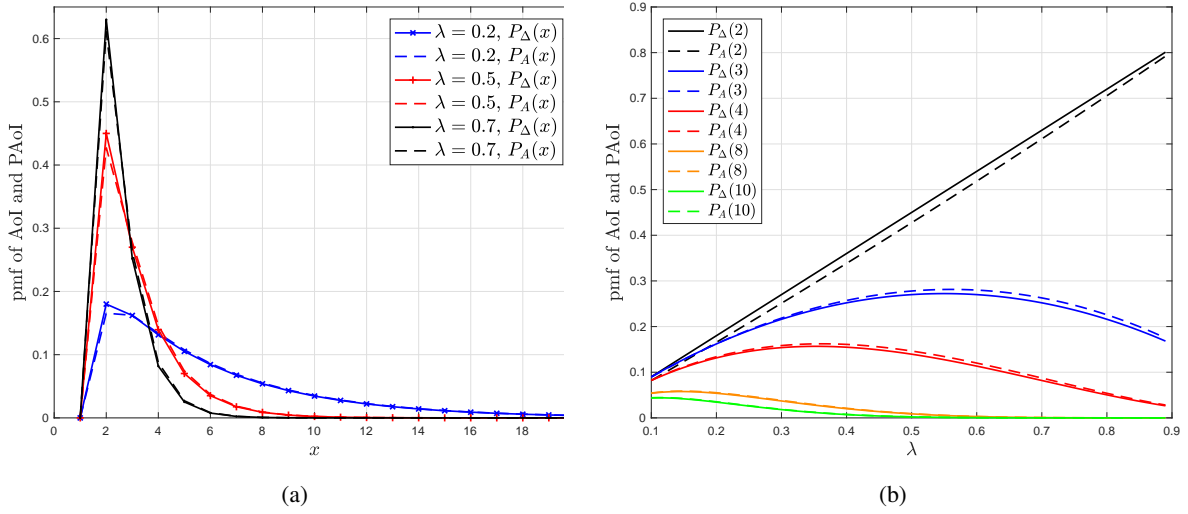 pmf of AoI and PAoI
0.6
0.5
0.4
0.3
0.2
0.1
0
0 2 4 6 8 10 12 14 16 18
x
λ = 0.2, P_Δ(x)
λ = 0.2, P_A(x)
λ = 0.5, P_Δ(x)
λ = 0.5, P_A(x)
λ = 0.7, P_Δ(x)
λ = 0.7, P_A(x)
(a)
pmf of AoI and PAoI
0.9
0.8
0.7
0.6
0.5
0.4
0.3
0.2
0.1
0
0.1 0.2 0.3 0.4 0.5 0.6 0.7 0.8 0.9
λ
P_Δ(2)
P_A(2)
P_Δ(3)
P_A(3)
P_Δ(4)
P_A(4)
P_Δ(8)
P_A(8)
P_Δ(10)
P_A(10)
(b)